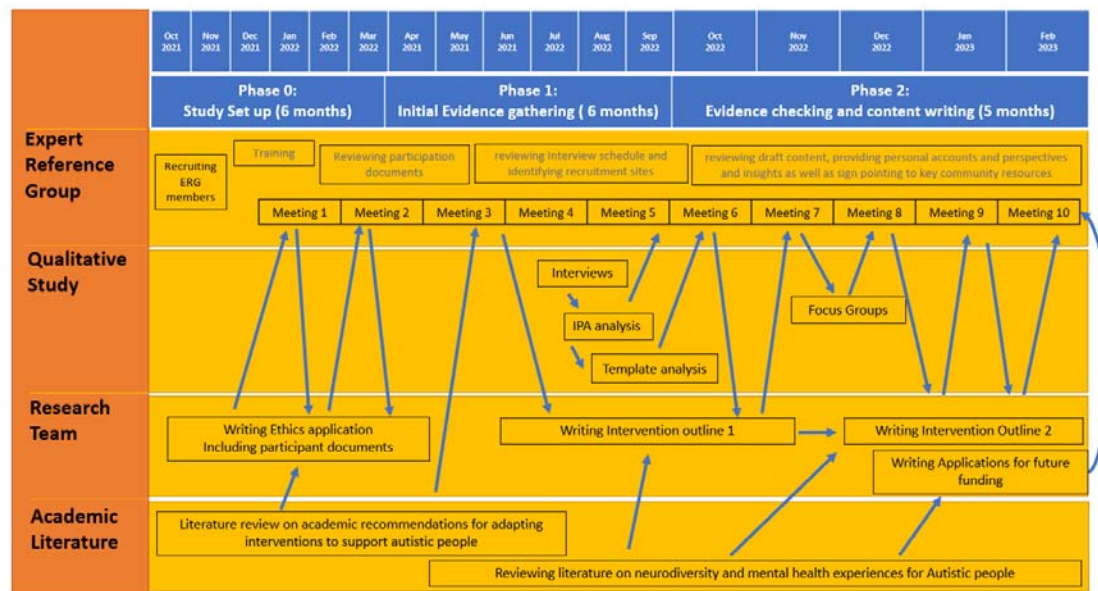 Oct 2021
Nov 2021
Dec 2021
Jan 2022
Feb 2022
Mar 2022
Apr 2021
May 2021
Jun 2021
Jul 2022
Aug 2022
Sep 2022
Oct 2022
Nov 2022
Dec 2022
Jan 2023
Feb 2023
Phase 0:
Study Set up (6 months)
Phase 1:
Initial Evidence gathering ( 6 months)
Phase 2:
Evidence checking and content writing (5 months)
Expert
Reference
Group
Recruiting
ERG
members
Training
Reviewing participation
documents
reviewing Interview schedule and
identifying recruitment sites
reviewing draft content, providing personal accounts and perspectives
and insights as well as sign pointing to key community resources
Meeting 1
Meeting 2
Meeting 3
Meeting 4
Meeting 5
Meeting 6
Meeting 7
Meeting 8
Meeting 9
Meeting 10
Qualitative
Study
Interviews
IPA analysis
Template analysis
Focus Groups
Research
Team
Writing Ethics application
Including participant documents
Writing Intervention outline 1
Writing Intervention Outline 2
Writing Applications for future
funding
Academic
Literature
Literature review on academic recommendations for adapting
interventions to support autistic people
Reviewing literature on neurodiversity and mental health experiences for Autistic people